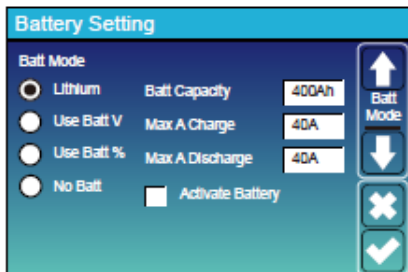 Battery Setting
Batt Mode
Lithium
Batt Capacity
400Ah
Use Batt V
Max A Charge
40A
Use Batt %
Max A Discharge
40A
No Batt
Activate Battery
Batt
Mode